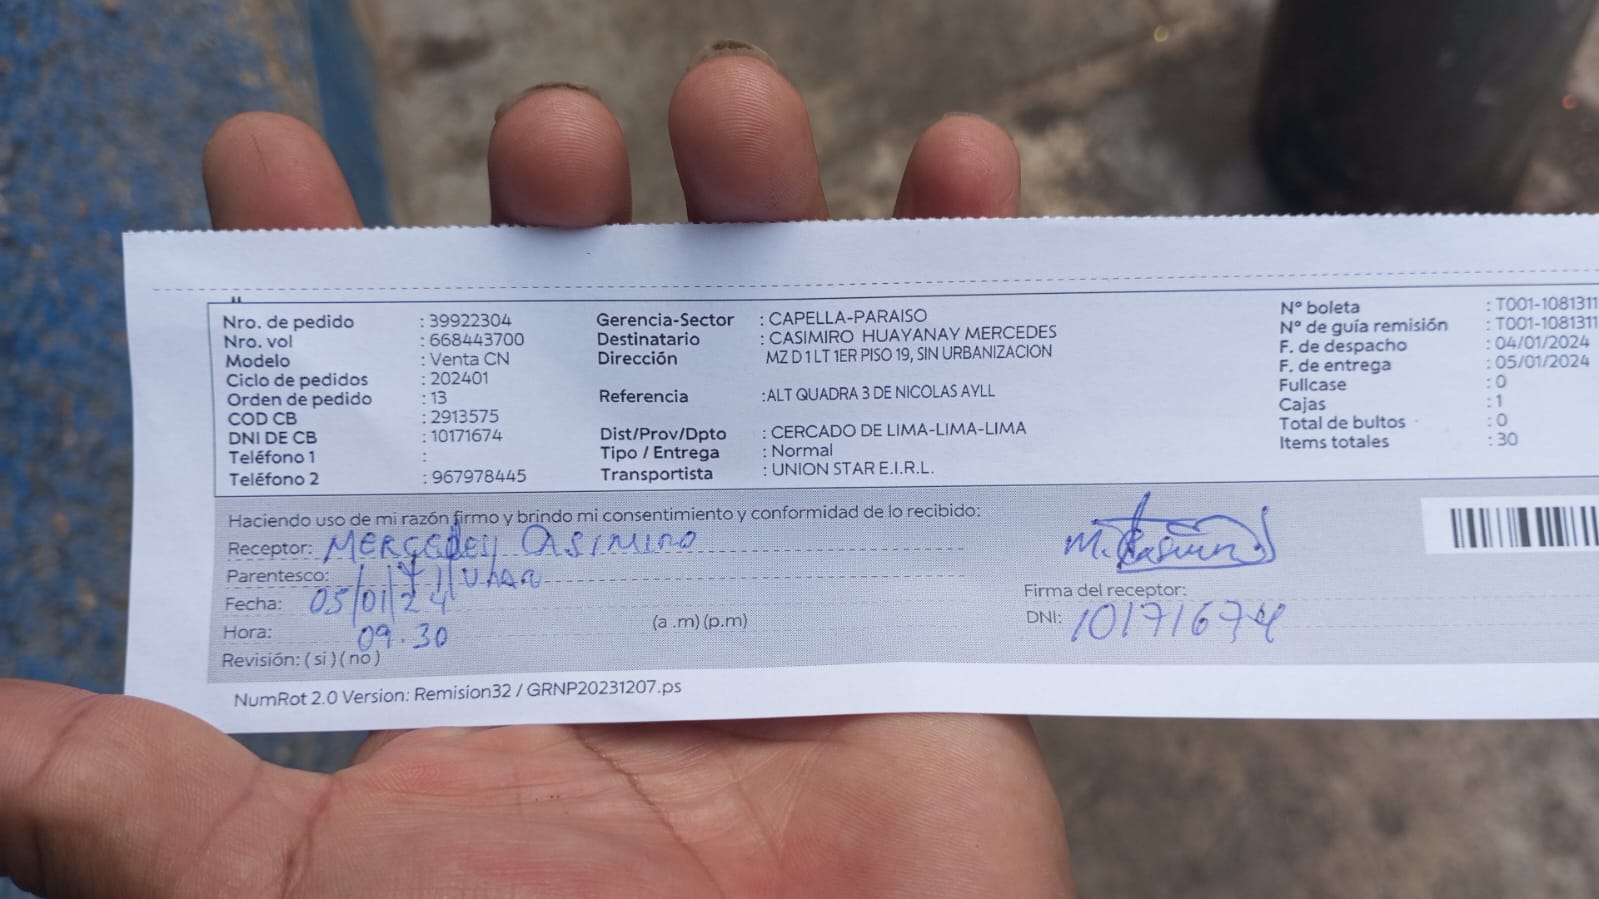 Nro. de pedido : 39922304
Nro. vol : 668443700
Modelo : Venta CN
Ciclo de pedidos : 202401
Orden de pedido : 13
COD CB : 2913575
DNI DE CB : 10171674
Teléfono 1 :
Teléfono 2 : 967978445
Gerencia-Sector : CAPELLA-PARAISO
Destinatario : CASIMIRO HUAYANAY MERCEDES
Dirección MZ D 1 LT 1ER PISO 19, SIN URBANIZACION
Referencia :ALT QUADRA 3 DE NICOLAS AYLL
Dist/Prov/Dpto : CERCADO DE LIMA-LIMA-LIMA
Tipo / Entrega : Normal
Transportista : UNION STAR E.I.R.L.
N° boleta : T001-1081311
N° de guía remisión : T001-1081311
F. de despacho : 04/01/2024
F. de entrega : 05/01/2024
Fullcase : 0
Cajas : 1
Total de bultos : 0
Items totales : 30
Haciendo uso de mi razón firmo y brindo mi consentimiento y conformidad de lo recibido:
Receptor: MERCEDES CASIMIRO
Parentesco:
Fecha: 05/01/24
Hora: 09.30 (a .m) (p.m)
Revisión: ( si ) ( no )
Firma del receptor:
DNI: 10171674
NumRot 2.0 Version: Remision32 / GRNP20231207.ps